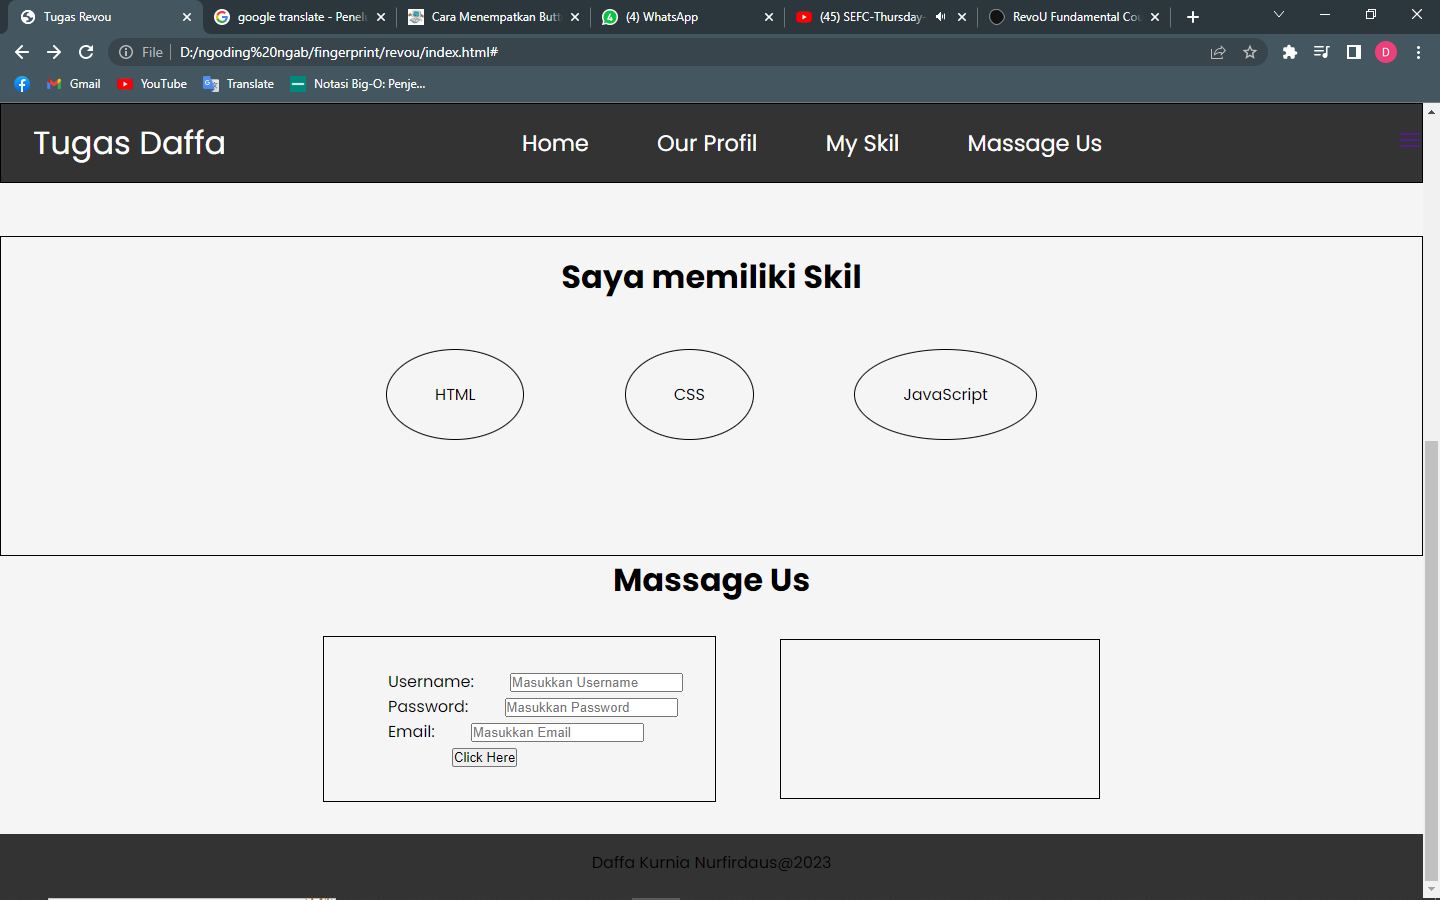 Tugas Revou
google translate - Penel
Cara Menempatkan Butt
(4) WhatsApp
(45) SEFC-Thursday-
RevoU Fundamental Cou
File
D:/ngoding%20ngab/fingerprint/revou/index.html#
D
Gmail
YouTube
Translate
Notasi Big-O: Penje...
Tugas Daffa
Home
Our Profil
My Skil
Massage Us
Saya memiliki Skil
HTML
CSS
JavaScript
Massage Us
Username: Masukkan Username
Password: Masukkan Password
Email: Masukkan Email
Click Here
Daffa Kurnia Nurfirdaus@2023